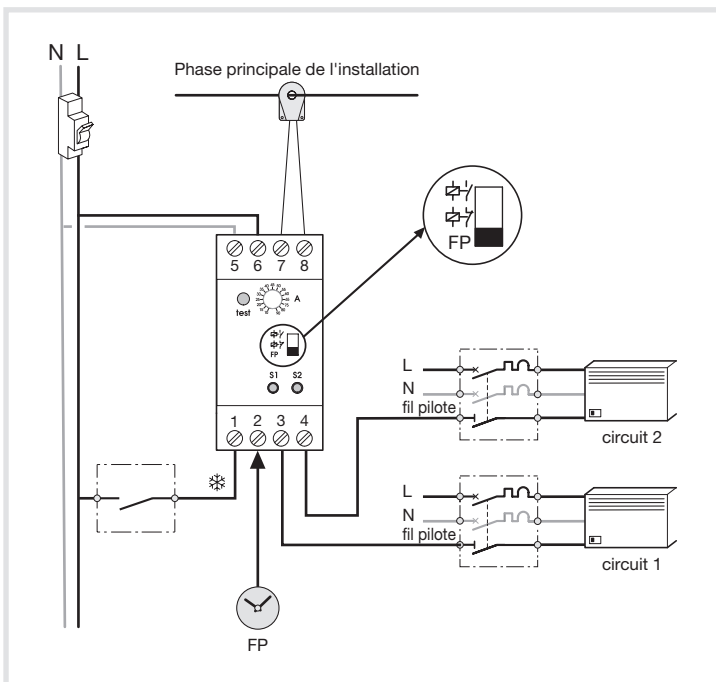 N L
Phase principale de l'installation
FP
5 6 7 8
A
test
FP
S1 S2
1 2 3 4
L
N
fil pilote
circuit 2
L
N
fil pilote
circuit 1
FP